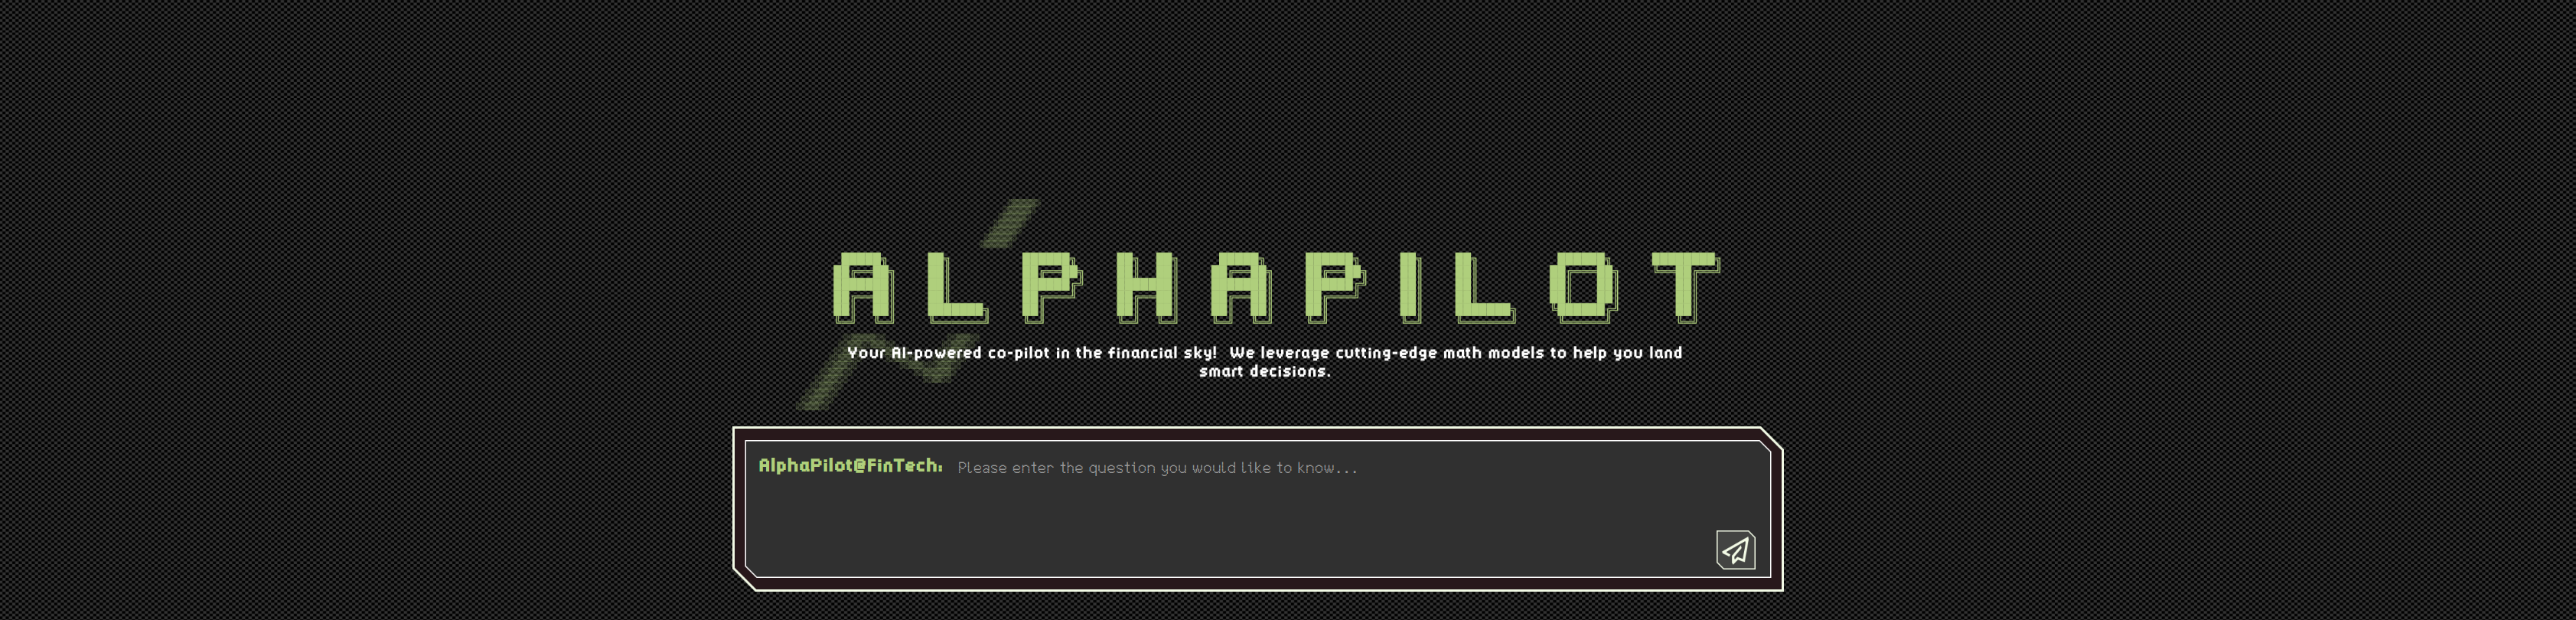 ALPHAPILOT
Your AI-powered co-pilot in the financial sky! We leverage cutting-edge math models to help you land
smart decisions.
AlphaPilot@FinTech: Please enter the question you would like to know...